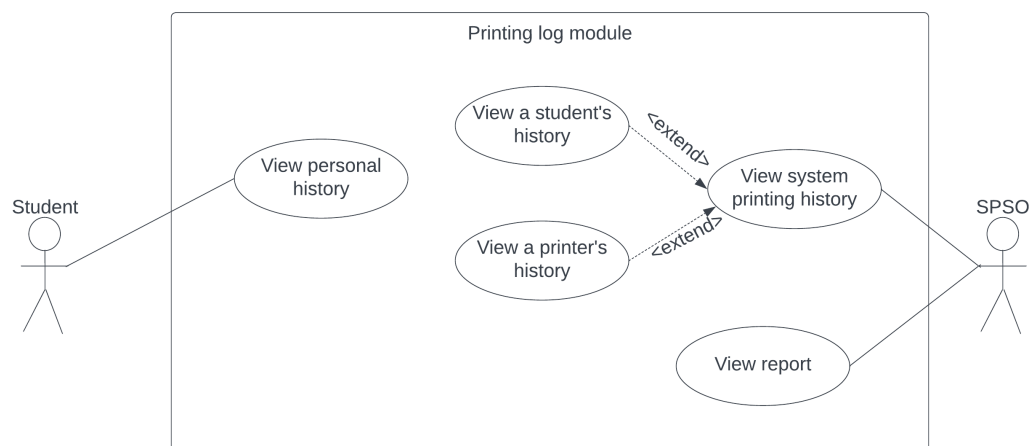 Printing log module
View a student's
history
<extend>
View personal
history
View system
printing history
Student
SPSO
View a printer's
history
<extend>
View report